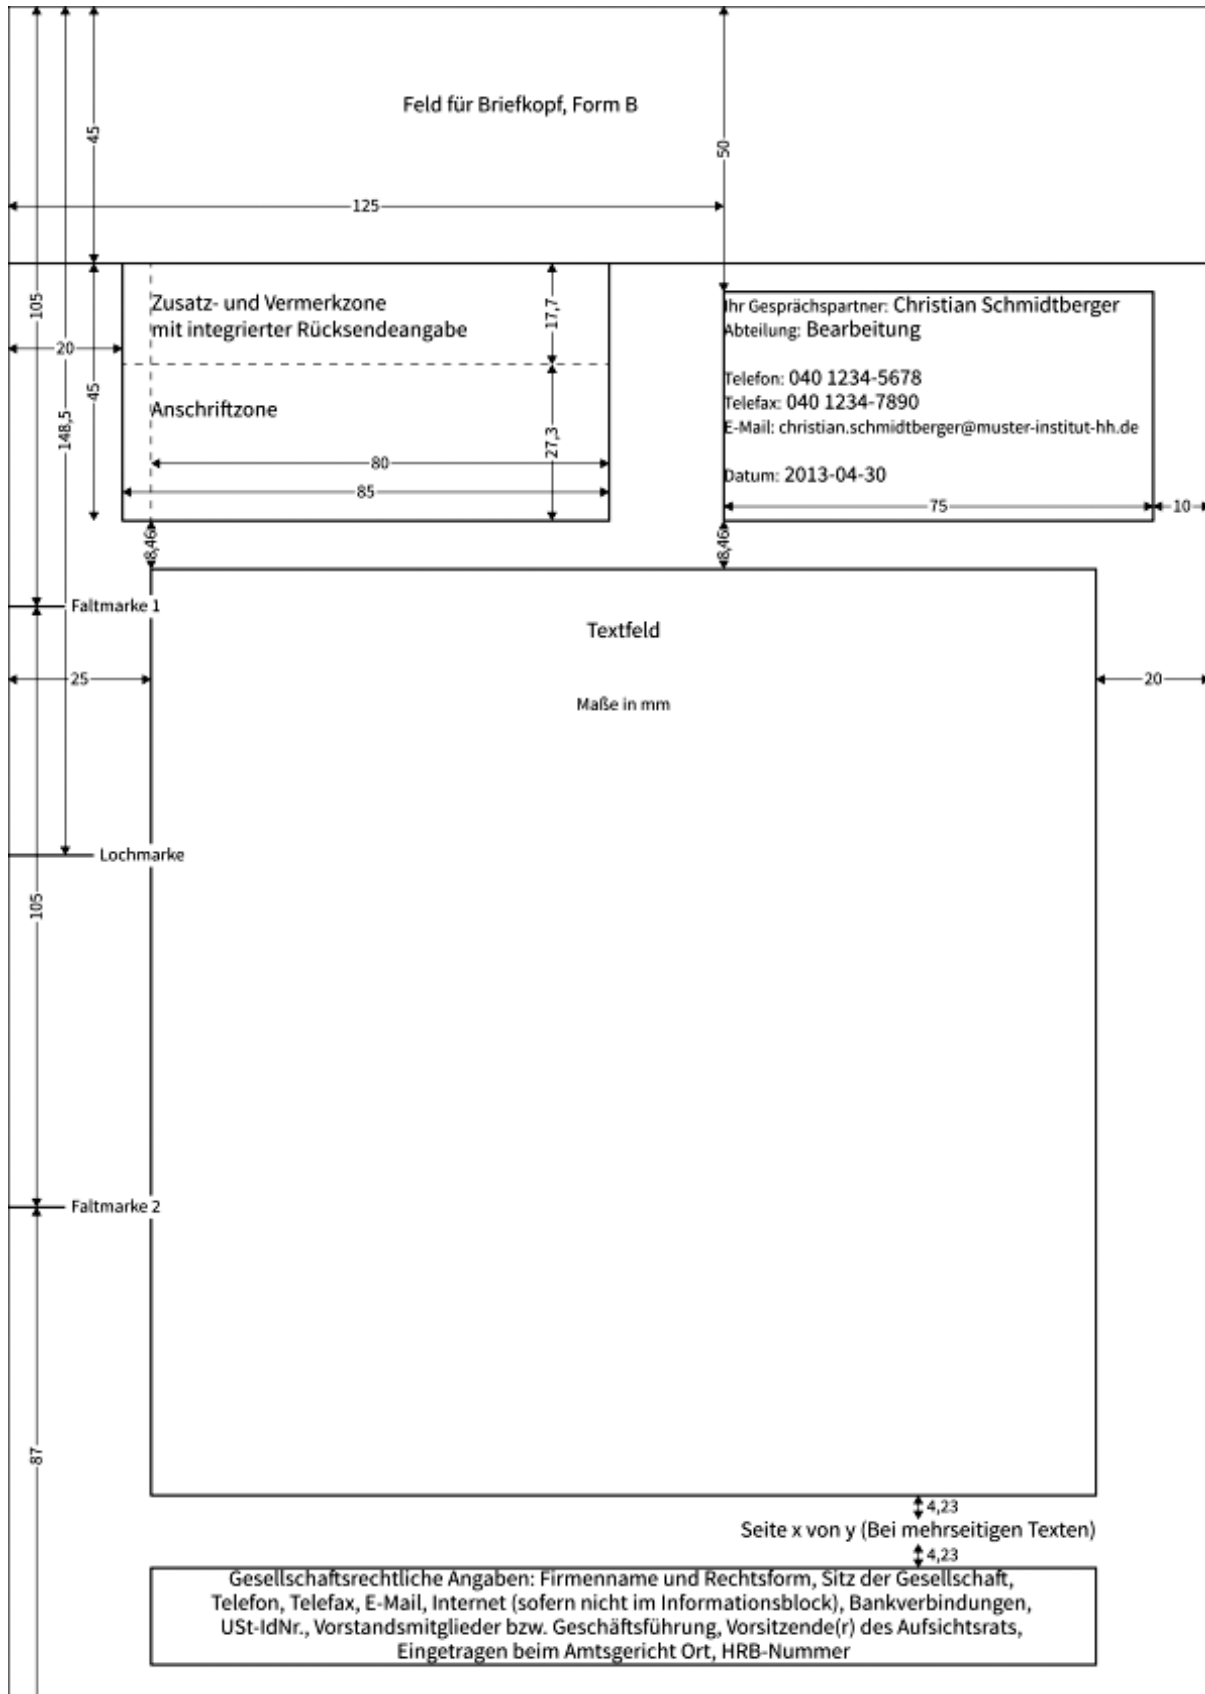 Feld für Briefkopf, Form B
45
50
125
105
148,5
20
45
Zusatz- und Vermerkzone
mit integrierter Rücksendeangabe
17,7
Anschriftzone
27,3
80
85
Ihr Gesprächspartner: Christian Schmidtberger
Abteilung: Bearbeitung
Telefon: 040 1234-5678
Telefax: 040 1234-7890
E-Mail: christian.schmidtberger@muster-institut-hh.de
Datum: 2013-04-30
75
10
8,46
8,46
Faltmarke 1
Textfeld
25
20
Maße in mm
Lochmarke
105
Faltmarke 2
87
4,23
Seite x von y (Bei mehrseitigen Texten)
4,23
Gesellschaftsrechtliche Angaben: Firmenname und Rechtsform, Sitz der Gesellschaft,
Telefon, Telefax, E-Mail, Internet (sofern nicht im Informationsblock), Bankverbindungen,
USt-IdNr., Vorstandsmitglieder bzw. Geschäftsführung, Vorsitzende(r) des Aufsichtsrats,
Eingetragen beim Amtsgericht Ort, HRB-Nummer